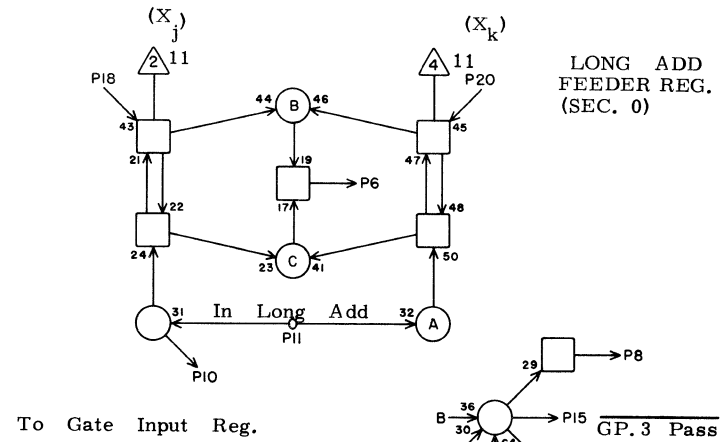 (X j) (X k)
2 11 4 11
LONG ADD
FEEDER REG.
(SEC. 0)
P18 P20
44 B 46
43 45
21 19 47
P6
22 17 48
24 23 C 41 50
31 In Long Add 32 A
P11
P10
29 P8
To Gate Input Reg.
B 36 P15 GP.3 Pass
30